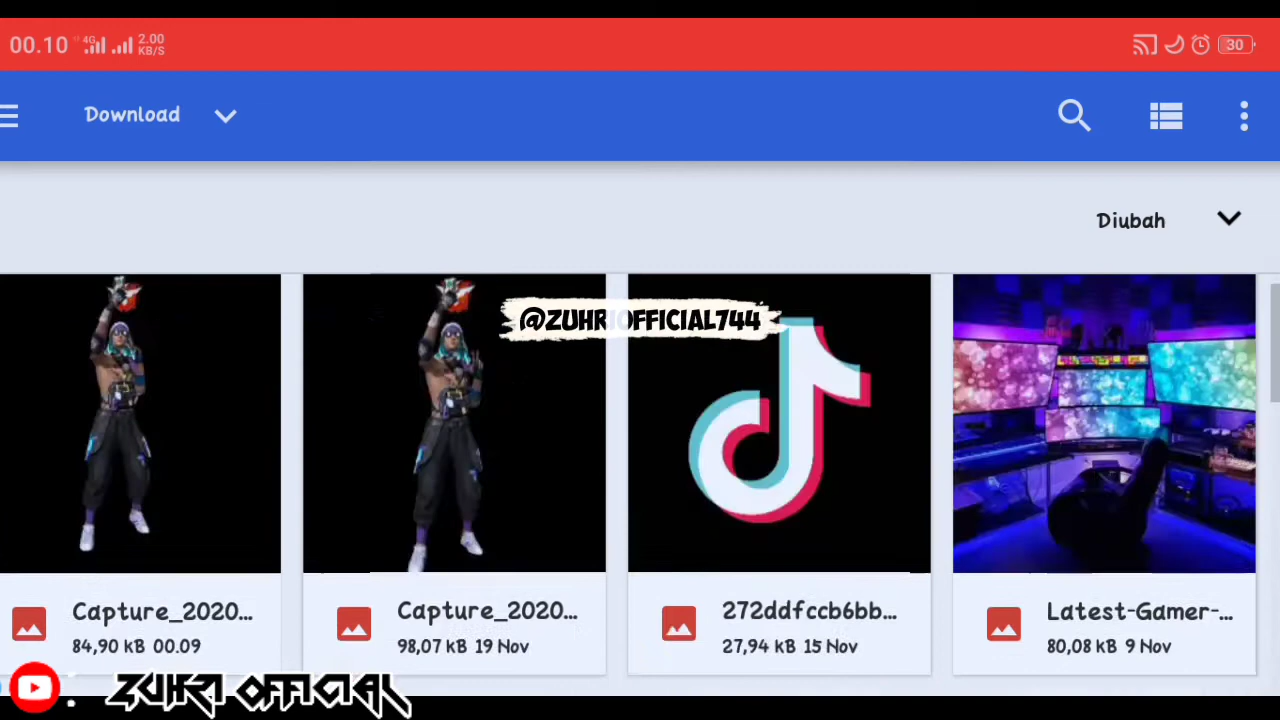 00.10 4G 2.00 KB/S 30
Download
Diubah
@ZUHRIOFFICIAL744
Capture_2020... Capture_2020... 272ddfccb6bb... Latest-Gamer-...
84,90 kB 00.09 98,07 kB 19 Nov 27,94 kB 15 Nov 80,08 kB 9 Nov
: ZUHRI OFFICIAL